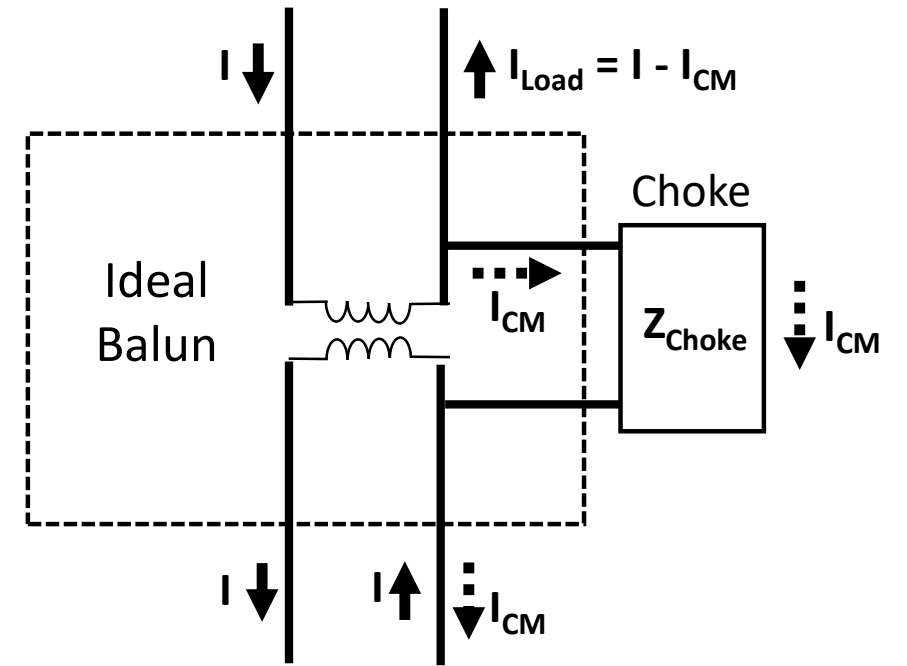 I
I_Load = I - I_CM
Choke
Ideal
Balun
I_CM
Z_Choke
I_CM
I
I
I_CM